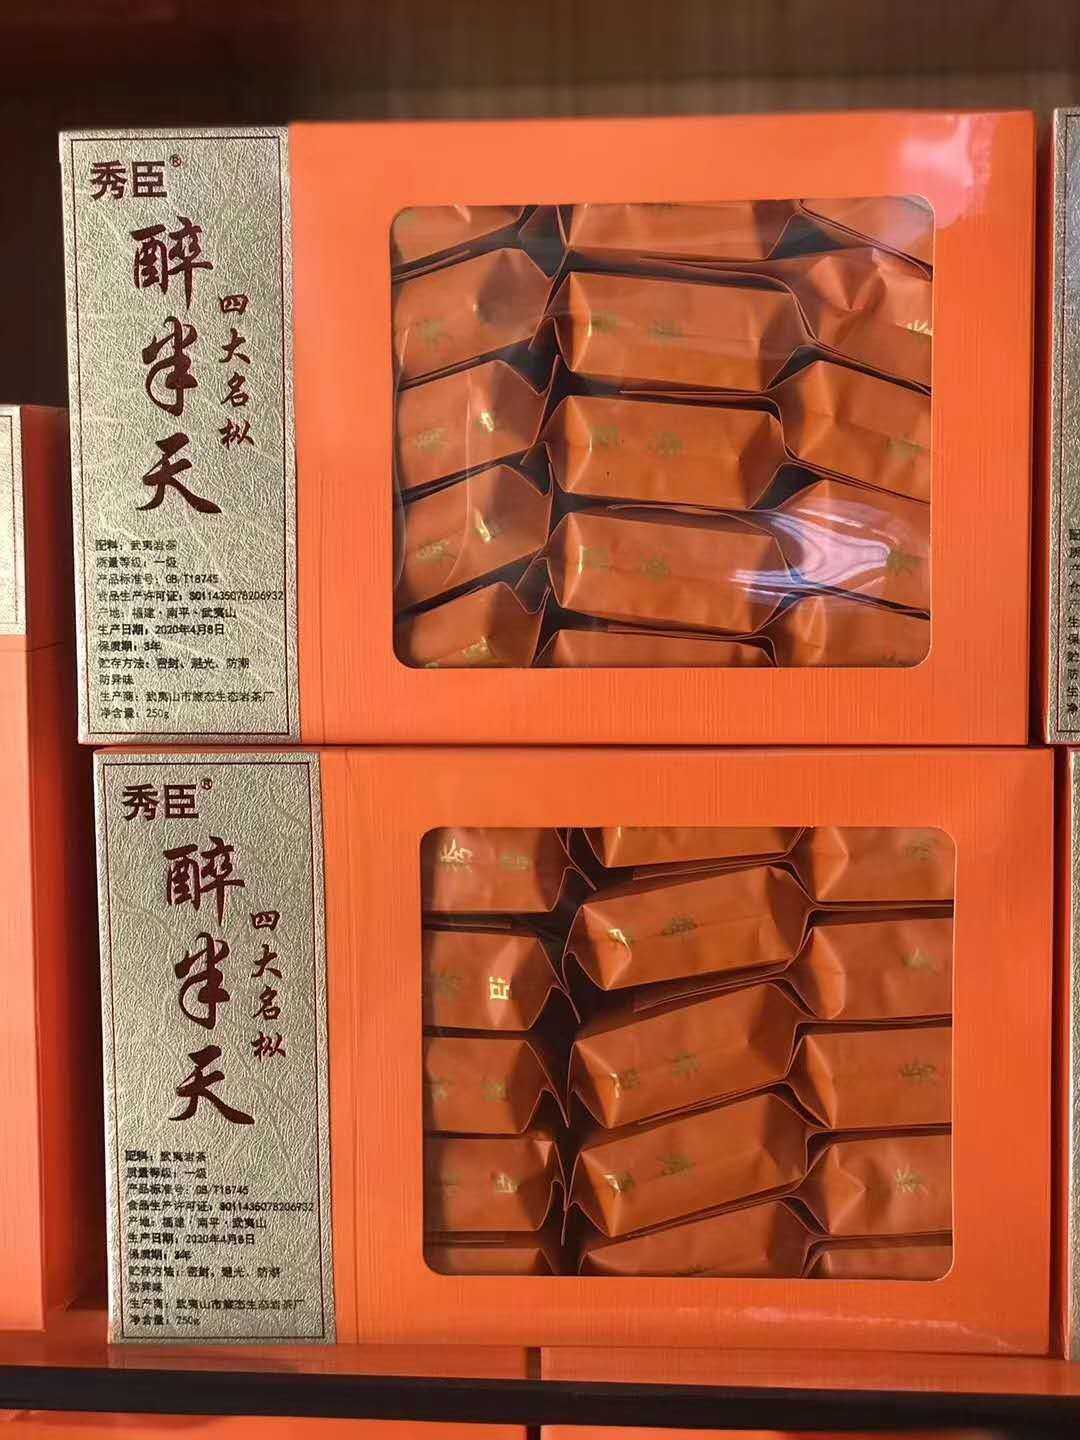 秀臣®
醉半天
四大名枞
配料：武夷岩茶
质量等级：一级
产品标准号：GB/T18745
食品生产许可证：SC11435078206932
产地：福建·南平·武夷山
生产日期：2020年4月8日
保质期：3年
贮存方法：密封、避光、防潮
防异味
生产商：武夷山市旅态生态岩茶厂
净含量：250g
秀臣®
醉半天
四大名枞
配料：武夷岩茶
质量等级：一级
产品标准号：GB/T18745
食品生产许可证：SC11435078206932
产地：福建·南平·武夷山
生产日期：2020年4月8日
保质期：3年
贮存方法：密封、避光、防潮
防异味
生产商：武夷山市旅态生态岩茶厂
净含量：250g